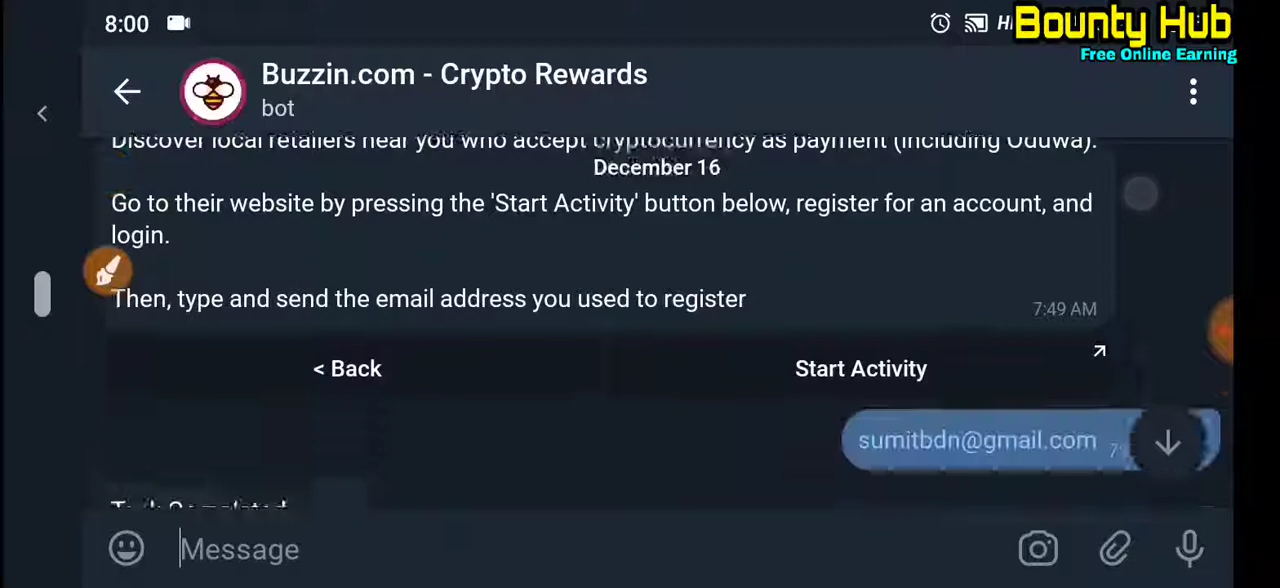 8:00
Bounty Hub
Free Online Earning
Buzzin.com - Crypto Rewards
bot
Discover local retailers near you who accept cryptocurrency as payment (including Oduwa).
December 16
Go to their website by pressing the 'Start Activity' button below, register for an account, and
login.
Then, type and send the email address you used to register
7:49 AM
< Back
Start Activity
sumitbdn@gmail.com
Message